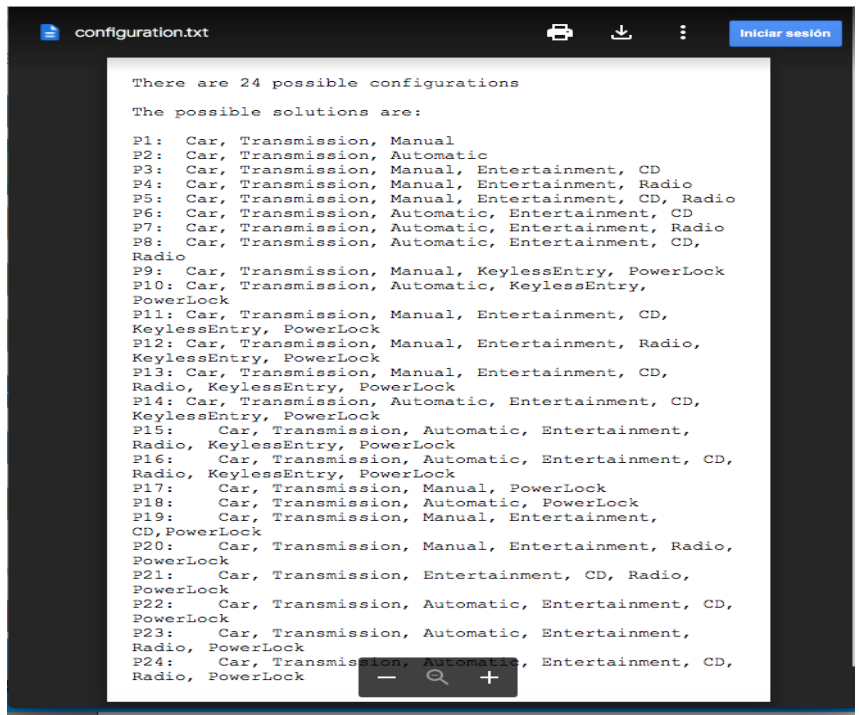 configuration.txt
Iniciar sesión
There are 24 possible configurations
The possible solutions are:
P1: Car, Transmission, Manual
P2: Car, Transmission, Automatic
P3: Car, Transmission, Manual, Entertainment, CD
P4: Car, Transmission, Manual, Entertainment, Radio
P5: Car, Transmission, Manual, Entertainment, CD, Radio
P6: Car, Transmission, Automatic, Entertainment, CD
P7: Car, Transmission, Automatic, Entertainment, Radio
P8: Car, Transmission, Automatic, Entertainment, CD,
Radio
P9: Car, Transmission, Manual, KeylessEntry, PowerLock
P10: Car, Transmission, Automatic, KeylessEntry,
PowerLock
P11: Car, Transmission, Manual, Entertainment, CD,
KeylessEntry, PowerLock
P12: Car, Transmission, Manual, Entertainment, Radio,
KeylessEntry, PowerLock
P13: Car, Transmission, Manual, Entertainment, CD,
Radio, KeylessEntry, PowerLock
P14: Car, Transmission, Automatic, Entertainment, CD,
KeylessEntry, PowerLock
P15: Car, Transmission, Automatic, Entertainment,
Radio, KeylessEntry, PowerLock
P16: Car, Transmission, Automatic, Entertainment, CD,
Radio, KeylessEntry, PowerLock
P17: Car, Transmission, Manual, PowerLock
P18: Car, Transmission, Automatic, PowerLock
P19: Car, Transmission, Manual, Entertainment,
CD,PowerLock
P20: Car, Transmission, Manual, Entertainment, Radio,
PowerLock
P21: Car, Transmission, Entertainment, CD, Radio,
PowerLock
P22: Car, Transmission, Automatic, Entertainment, CD,
PowerLock
P23: Car, Transmission, Automatic, Entertainment,
Radio, PowerLock
P24: Car, Transmission, Automatic, Entertainment, CD,
Radio, PowerLock